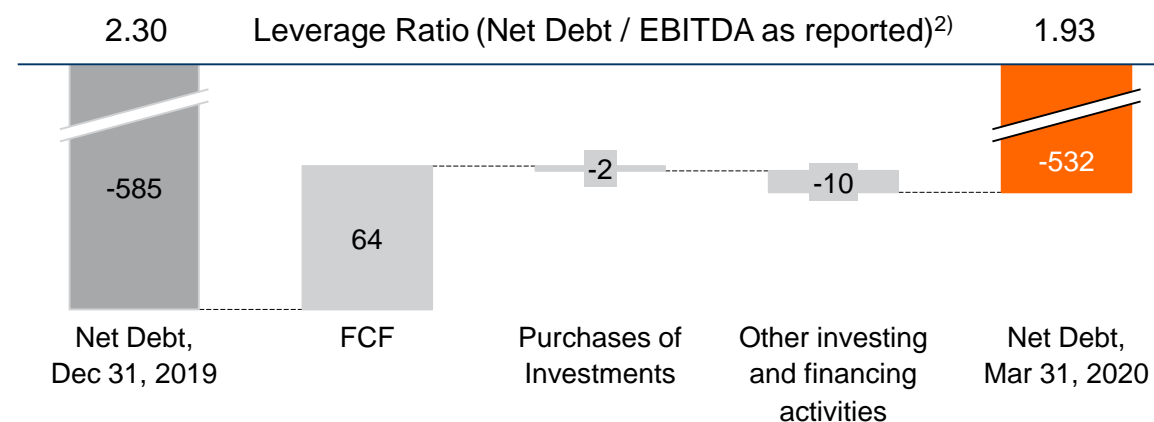 2.30 Leverage Ratio (Net Debt / EBITDA as reported)2) 1.93
-585
64
-2
-10
-532
Net Debt,
Dec 31, 2019
FCF
Purchases of
Investments
Other investing
and financing
activities
Net Debt,
Mar 31, 2020